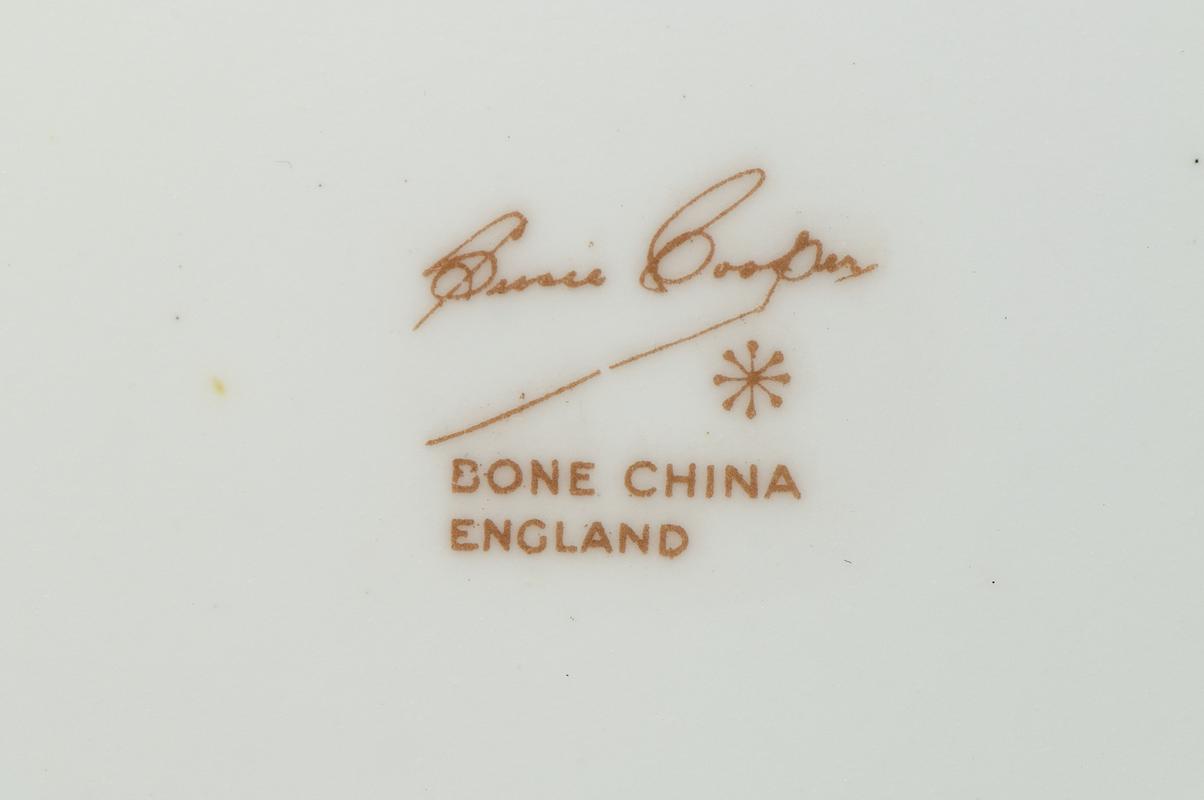 Susie Cooper
BONE CHINA
ENGLAND